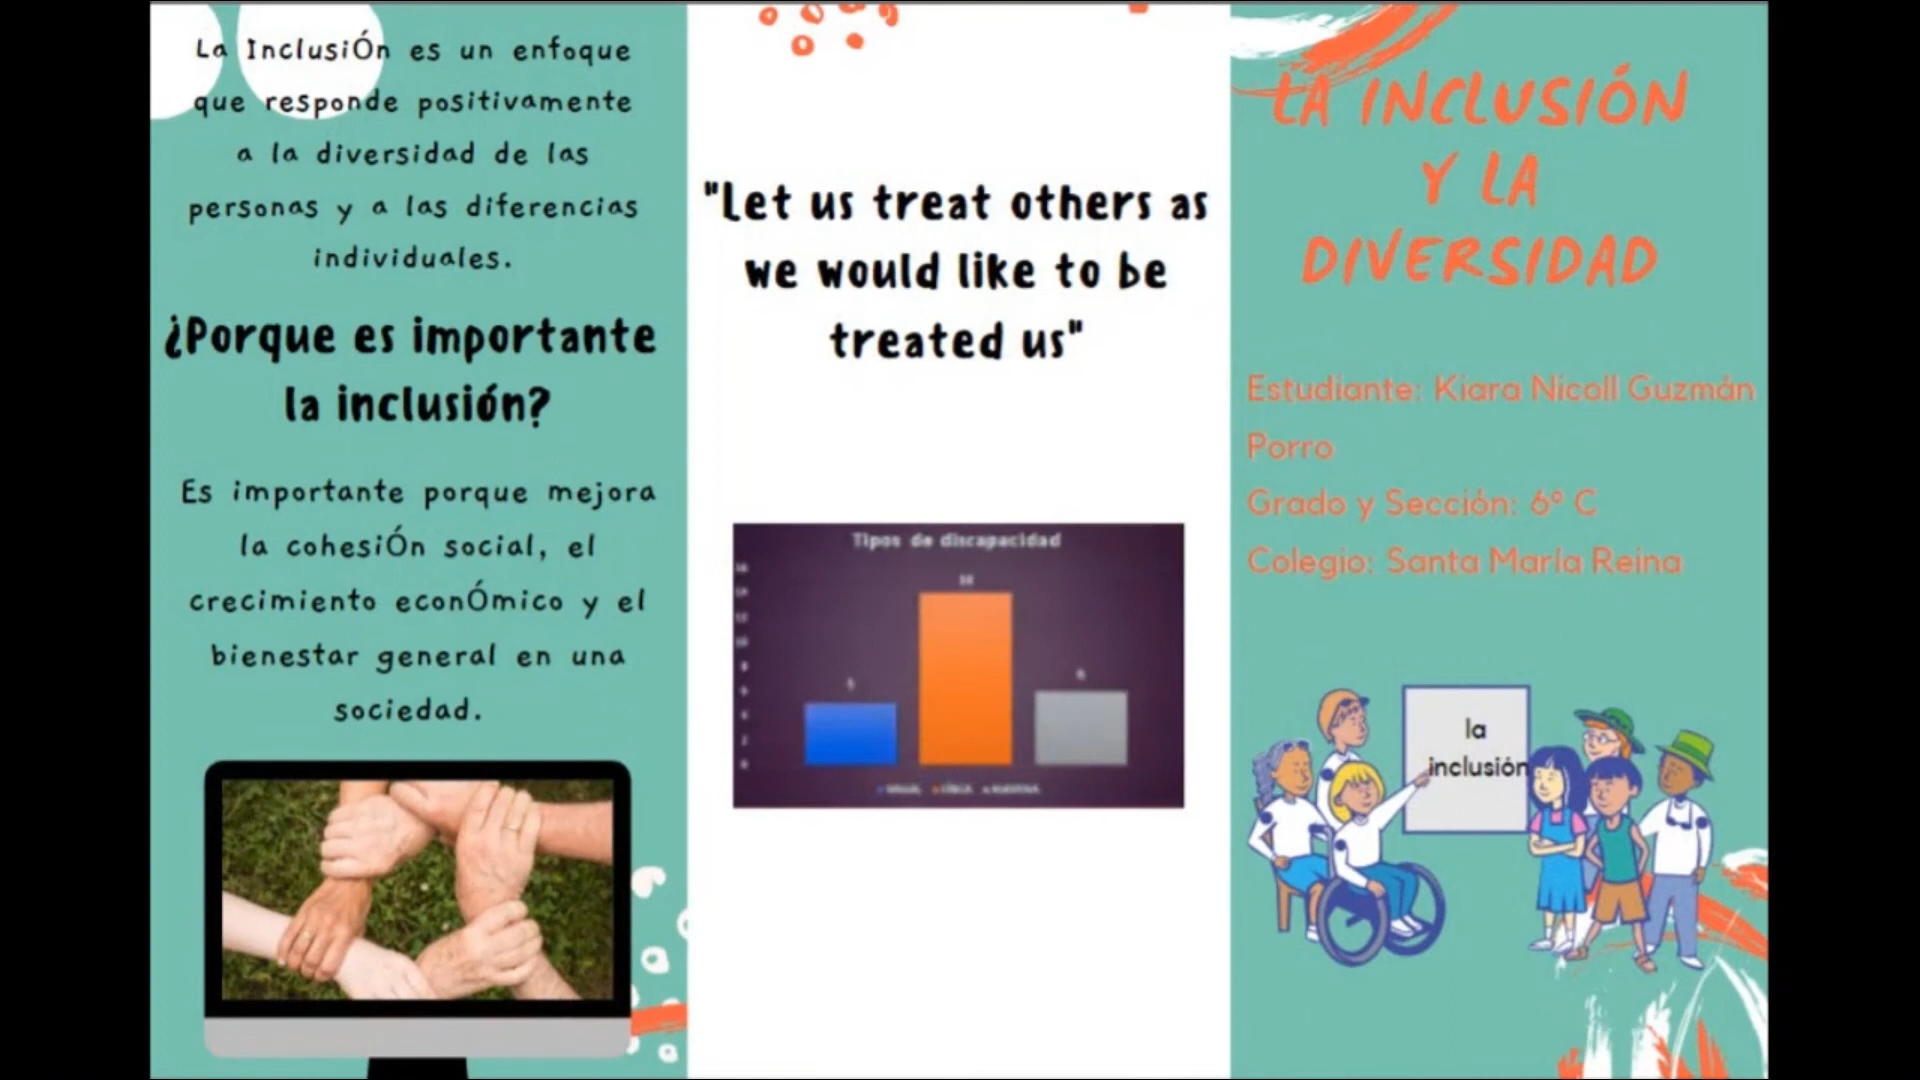 La InclusiÓn es un enfoque
que responde positivamente
a la diversidad de las
personas y a las diferencias
individuales.
¿Porque es importante
la inclusión?
Es importante porque mejora
la cohesiÓn social, el
crecimiento econÓmico y el
bienestar general en una
sociedad.
"Let us treat others as
we would like to be
treated us"
Tipos de discapacidad
LA INCLUSIÓN
Y LA
DIVERSIDAD
Estudiante: Kiara Nicoll Guzmán
Porro
Grado y Sección: 6° C
Colegio: Santa María Reina
la
inclusión